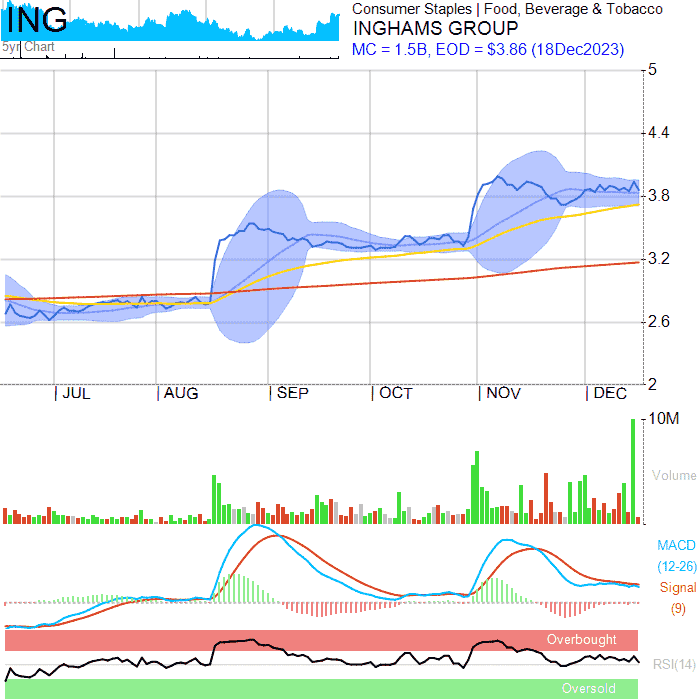 ING
5yr Chart
Consumer Staples | Food, Beverage & Tobacco
INGHAMS GROUP
MC = 1.5B, EOD = $3.86 (18Dec2023)
5
4.4
3.8
3.2
2.6
2
JUL AUG SEP OCT NOV DEC
10M
Volume
MACD
(12-26)
Signal
(9)
Overbought
RSI(14)
Oversold